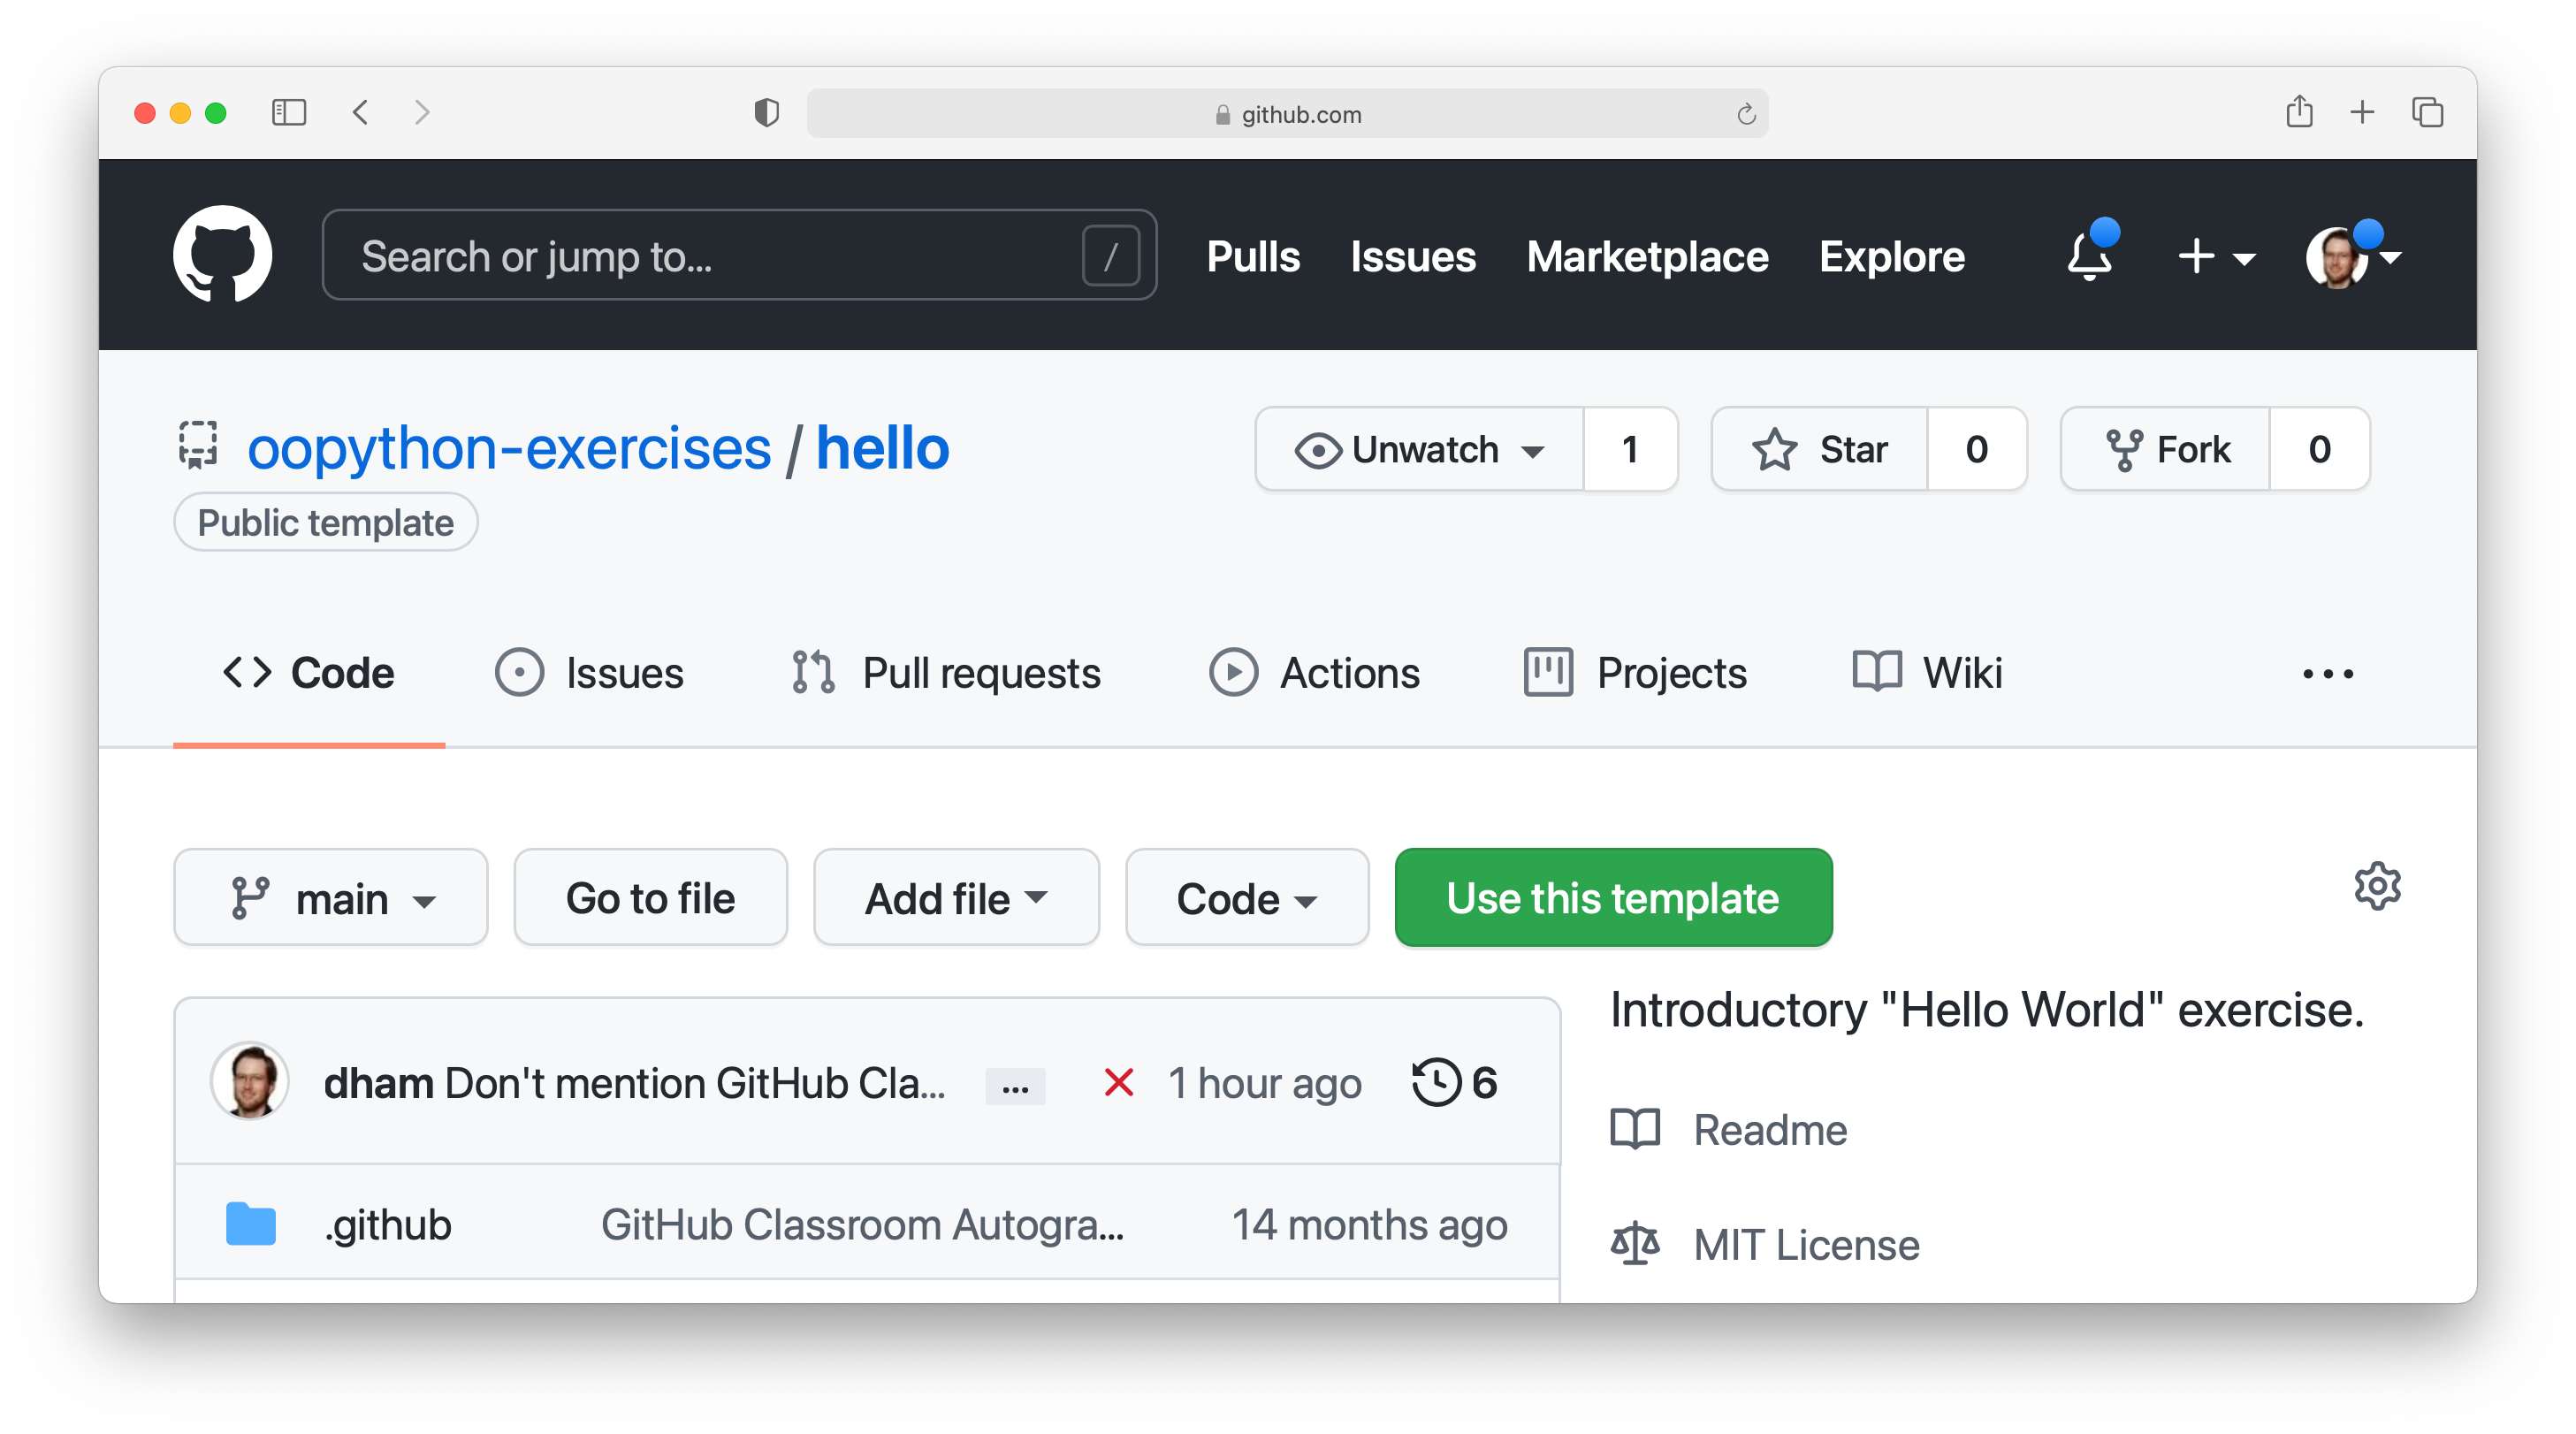 github.com
Search or jump to... /
Pulls Issues Marketplace Explore
oopython-exercises / hello
Unwatch 1 Star 0 Fork 0
Public template
Code Issues Pull requests Actions Projects Wiki ...
main Go to file Add file Code Use this template
Introductory "Hello World" exercise.
dham Don't mention GitHub Cla... ... 1 hour ago 6
Readme
.github GitHub Classroom Autogra... 14 months ago
MIT License